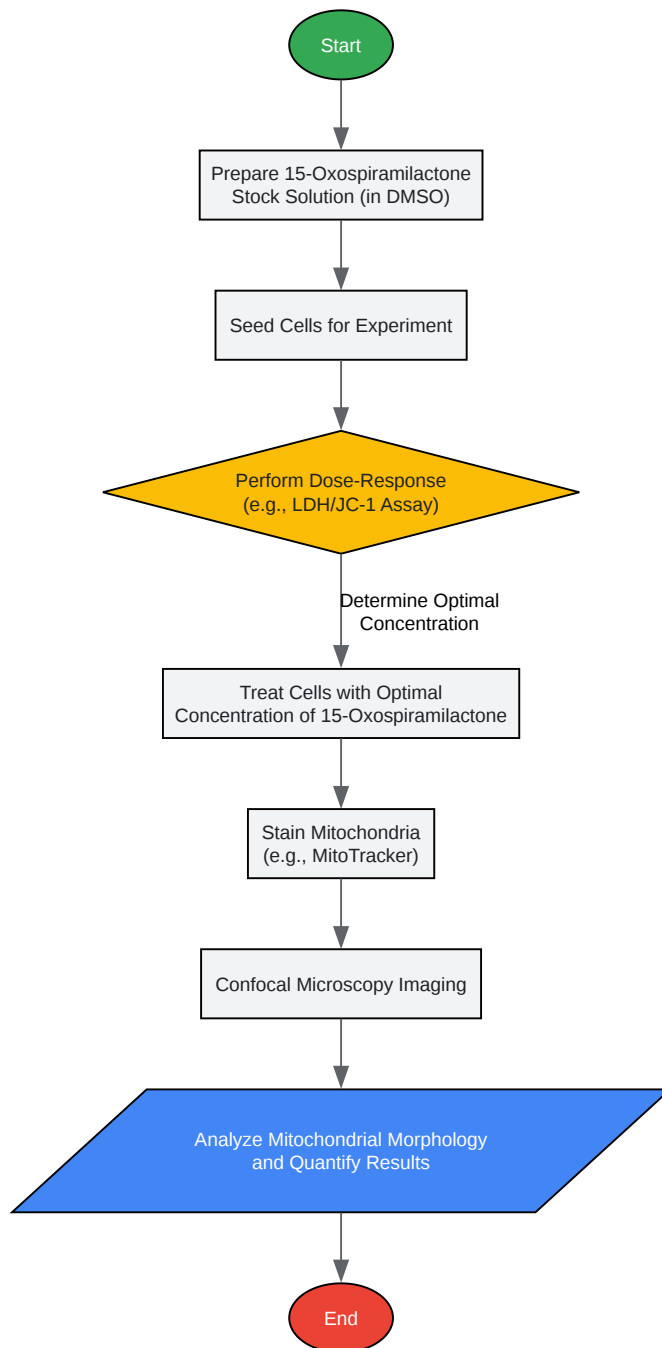 Start
Prepare 15-Oxospiramilactone
Stock Solution (in DMSO)
Seed Cells for Experiment
Perform Dose-Response
(e.g., LDH/JC-1 Assay)
Determine Optimal
Concentration
Treat Cells with Optimal
Concentration of 15-Oxospiramilactone
Stain Mitochondria
(e.g., MitoTracker)
Confocal Microscopy Imaging
Analyze Mitochondrial Morphology
and Quantify Results
End